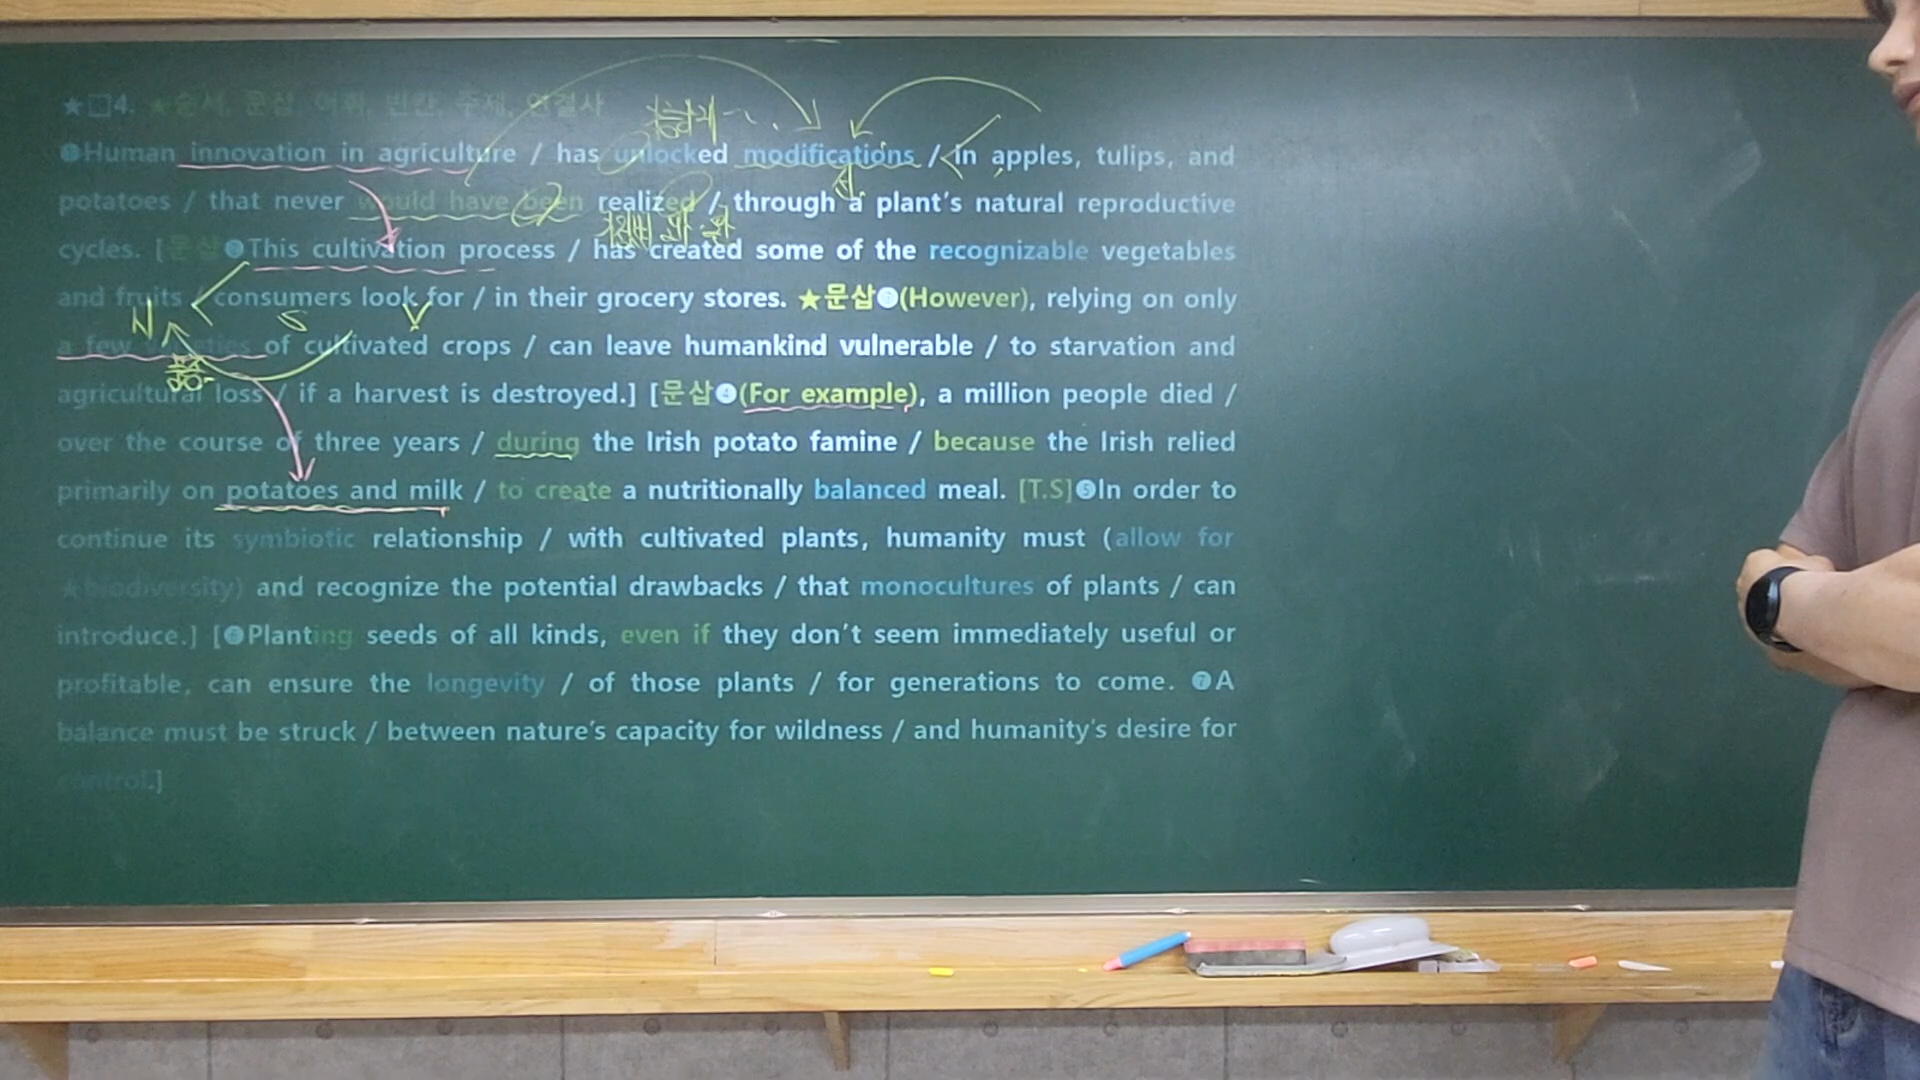 ★□4. ★순서, 문삽, 어휘, 빈칸, 주제, 연결사
❶Human innovation in agriculture / has unlocked modifications / in apples, tulips, and
potatoes / that never would have been realized / through a plant's natural reproductive
cycles. [문삽❷This cultivation process / has created some of the recognizable vegetables
and fruits / consumers look for / in their grocery stores. ★문삽❸(However), relying on only
N S V
a few varieties of cultivated crops / can leave humankind vulnerable / to starvation and
agricultural loss / if a harvest is destroyed.] [문삽❹(For example), a million people died /
over the course of three years / during the Irish potato famine / because the Irish relied
primarily on potatoes and milk / to create a nutritionally balanced meal. [T.S]❺In order to
continue its symbiotic relationship / with cultivated plants, humanity must (allow for
★biodiversity) and recognize the potential drawbacks / that monocultures of plants / can
introduce.] [❻Planting seeds of all kinds, even if they don't seem immediately useful or
profitable, can ensure the longevity / of those plants / for generations to come. ❼A
balance must be struck / between nature's capacity for wildness / and humanity's desire for
control.]